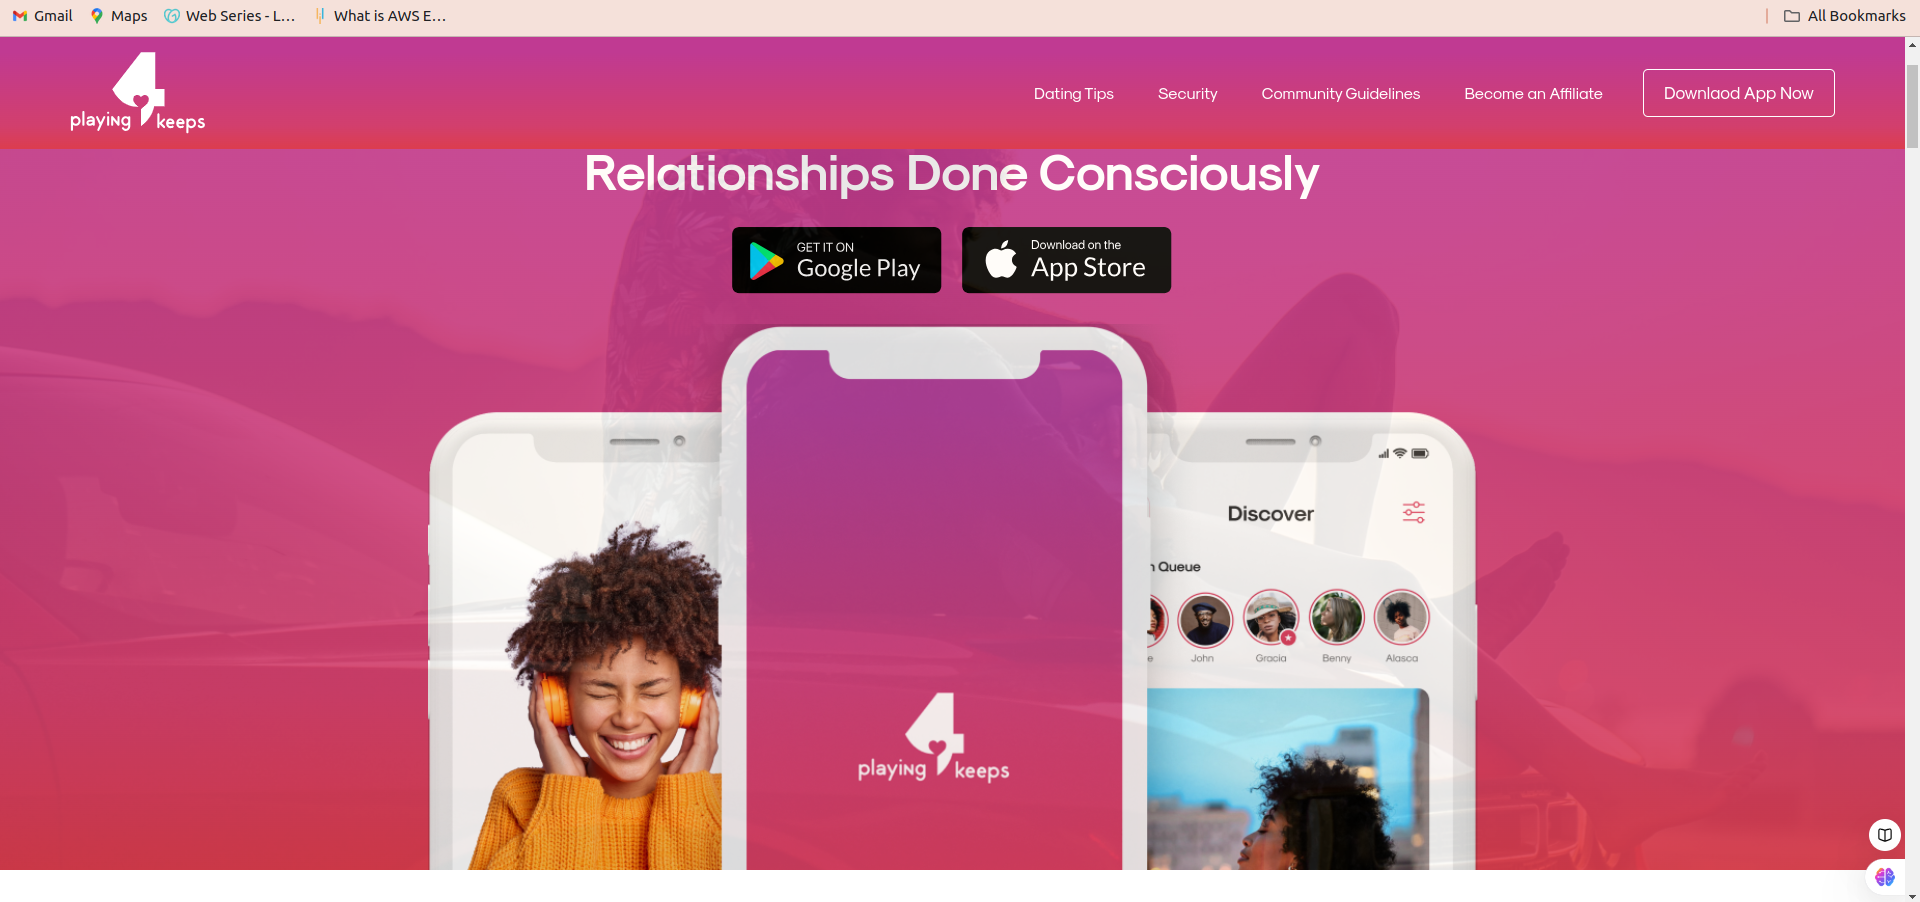 Gmail
Maps
Web Series - L...
What is AWS E...
All Bookmarks
playing 4 keeps
Dating Tips
Security
Community Guidelines
Become an Affiliate
Downlaod App Now
Relationships Done Consciously
GET IT ON
Google Play
Download on the
App Store
Discover
n Queue
e
John
Gracia
Benny
Alasca
playing 4 keeps